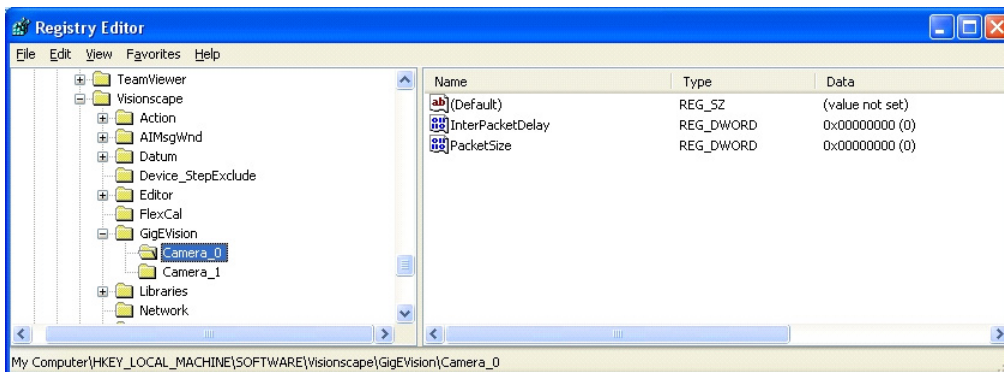 Registry Editor
File Edit View Favorites Help
TeamViewer
Visionscape
Action
AIMsgWnd
Datum
Device_StepExclude
Editor
FlexCal
GigEVision
Camera_0
Camera_1
Libraries
Network
Name Type Data
(Default) REG_SZ (value not set)
InterPacketDelay REG_DWORD 0x00000000 (0)
PacketSize REG_DWORD 0x00000000 (0)
My Computer\HKEY_LOCAL_MACHINE\SOFTWARE\Visionscape\GigEVision\Camera_0